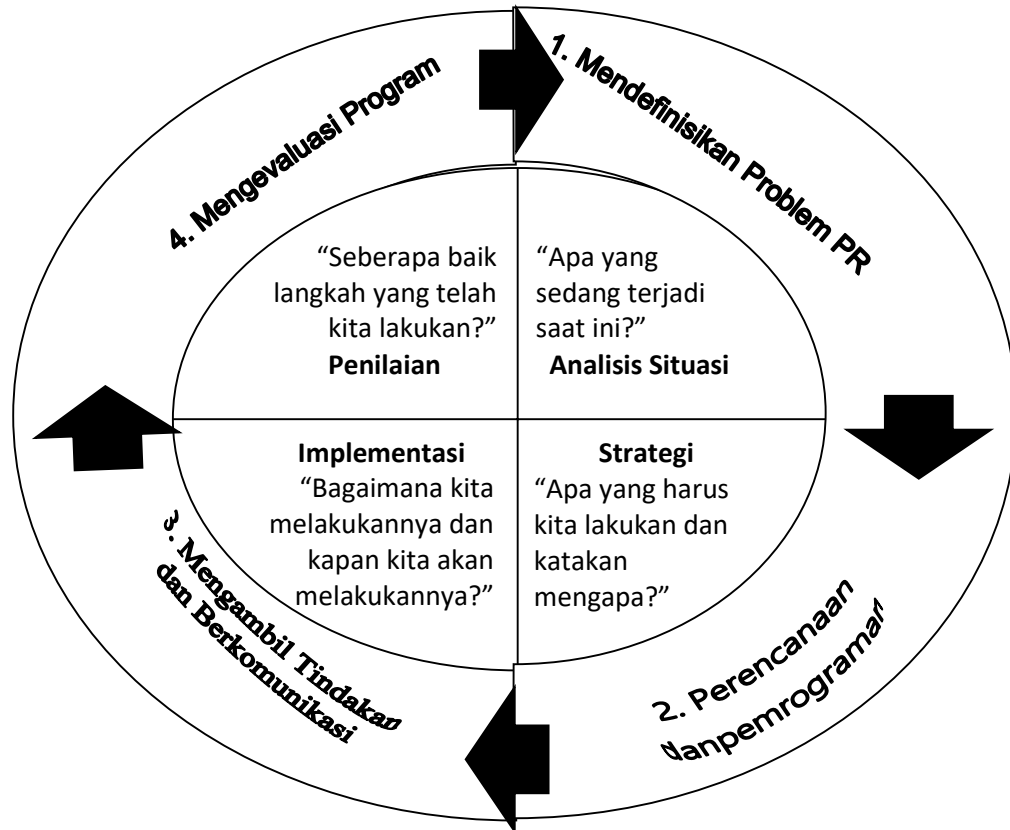 1. Mendefinisikan Problem PR
“Apa yang
sedang terjadi
saat ini?”
Analisis Situasi
2. Perencanaan
danpemrograman
Strategi
“Apa yang harus
kita lakukan dan
katakan
mengapa?”
3. Mengambil Tindakan
dan Berkomunikasi
Implementasi
“Bagaimana kita
melakukannya dan
kapan kita akan
melakukannya?”
4. Mengevaluasi Program
“Seberapa baik
langkah yang telah
kita lakukan?”
Penilaian